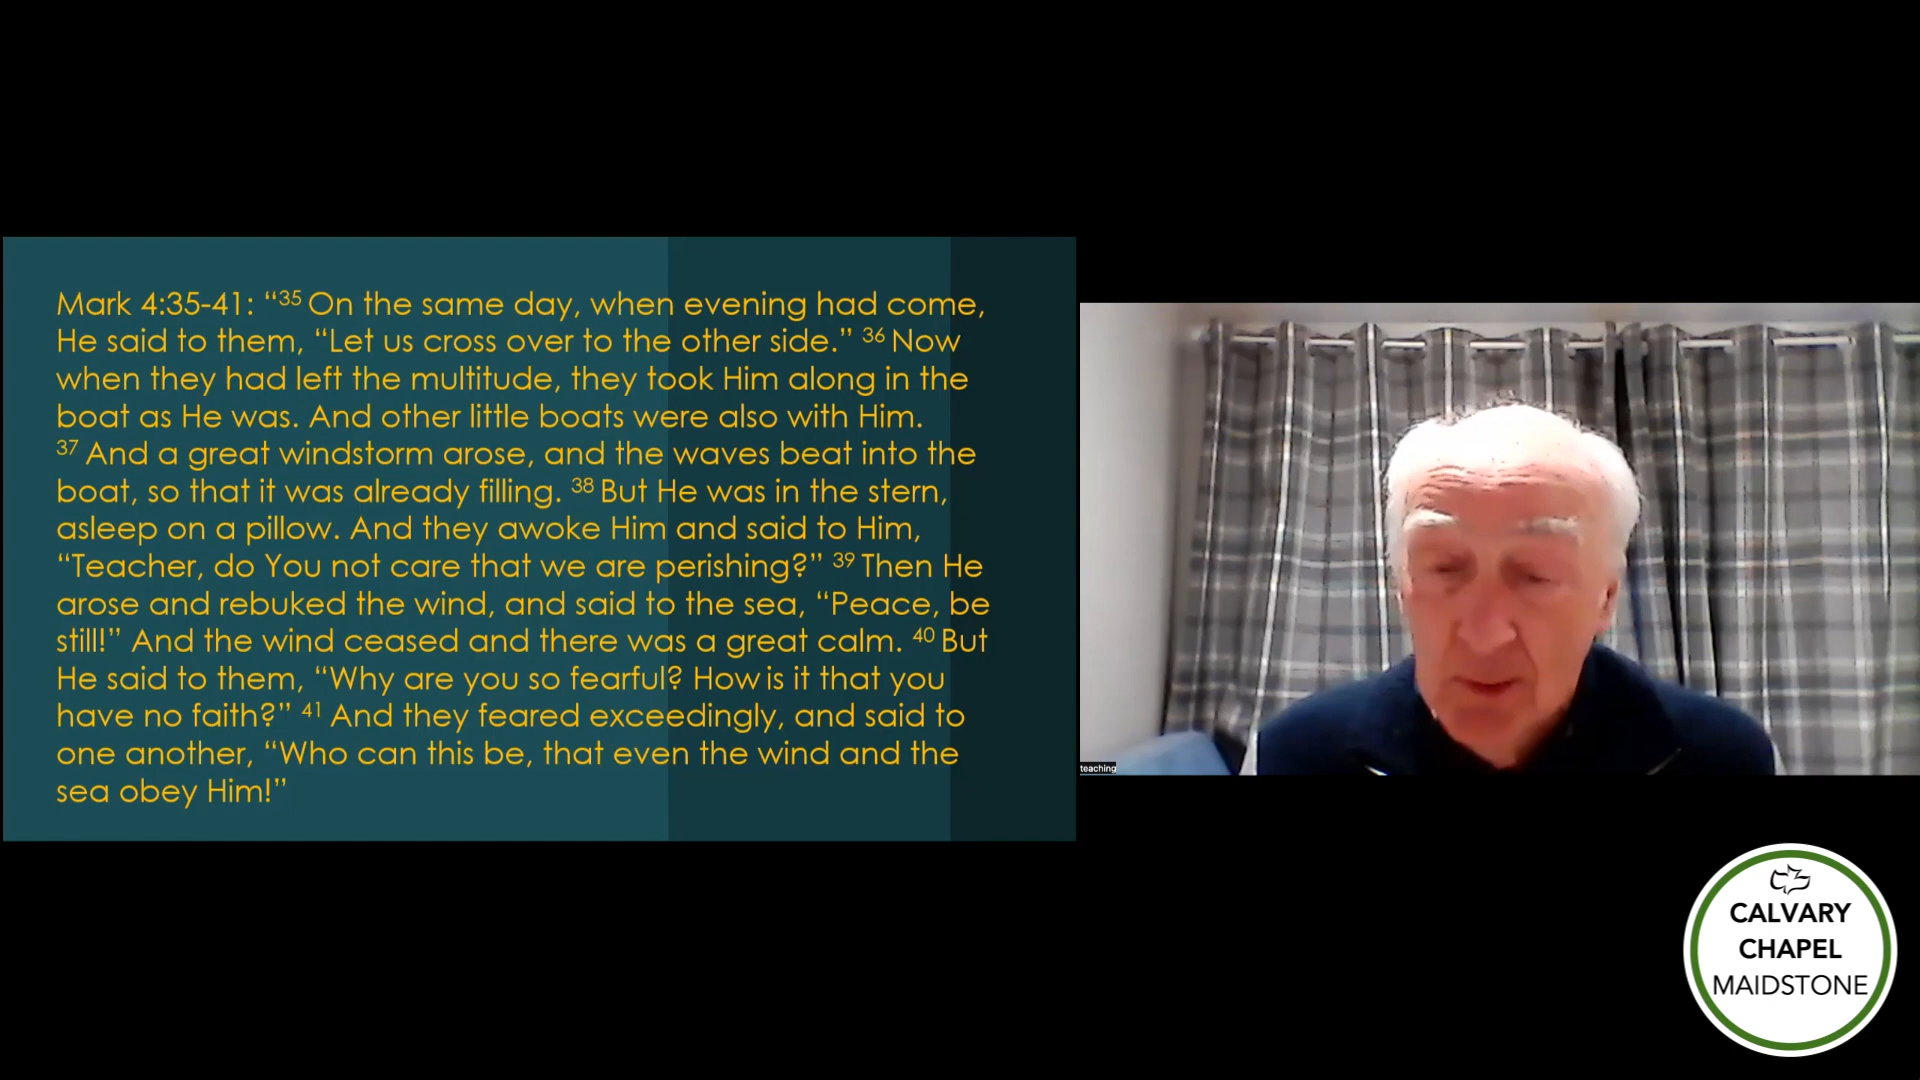 Mark 4:35-41: “35 On the same day, when evening had come,
He said to them, “Let us cross over to the other side.” 36 Now
when they had left the multitude, they took Him along in the
boat as He was. And other little boats were also with Him.
37 And a great windstorm arose, and the waves beat into the
boat, so that it was already filling. 38 But He was in the stern,
asleep on a pillow. And they awoke Him and said to Him,
“Teacher, do You not care that we are perishing?” 39 Then He
arose and rebuked the wind, and said to the sea, “Peace, be
still!” And the wind ceased and there was a great calm. 40 But
He said to them, “Why are you so fearful? How is it that you
have no faith?” 41 And they feared exceedingly, and said to
one another, “Who can this be, that even the wind and the
sea obey Him!”
teaching
CALVARY
CHAPEL
MAIDSTONE